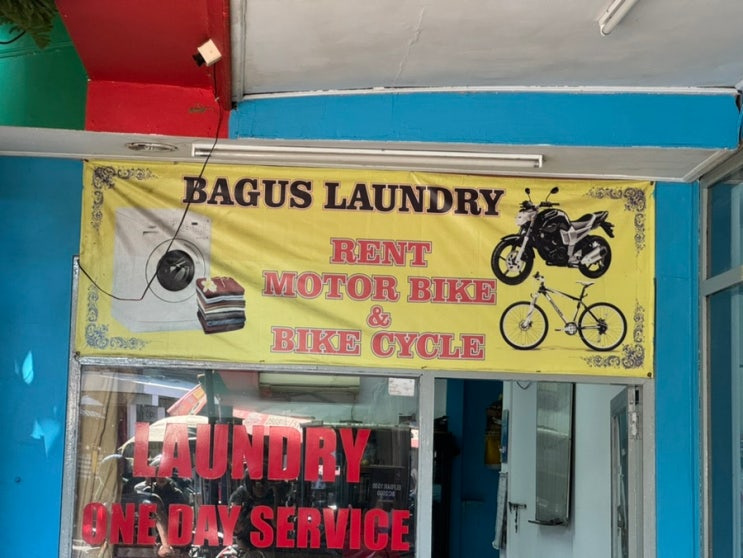 BAGUS LAUNDRY
RENT
MOTOR BIKE
&
BIKE CYCLE
LAUNDRY
ONE DAY SERVICE